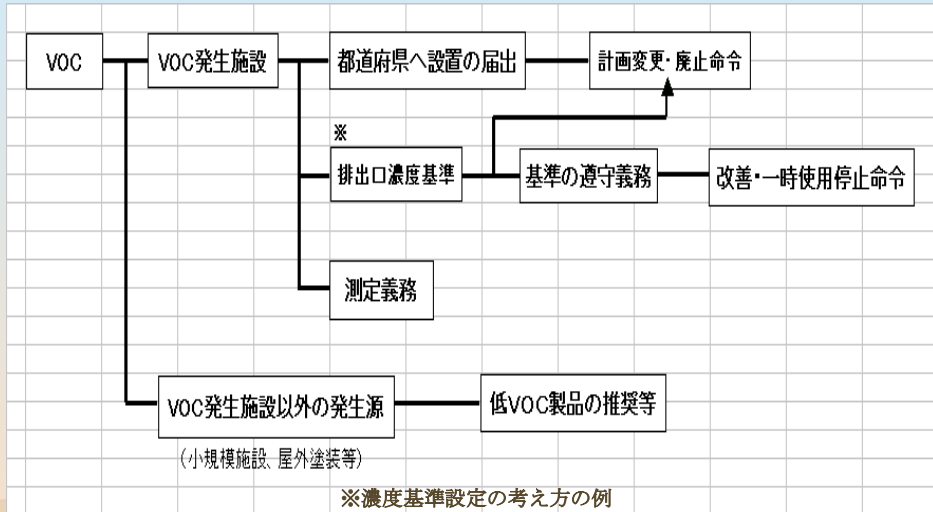 VOC
VOC発生施設
都道府県へ設置の届出
計画変更・廃止命令
※
排出口濃度基準
基準の遵守義務
改善・一時使用停止命令
測定義務
VOC発生施設以外の発生源
低VOC製品の推奨等
(小規模施設、屋外塗装等)
※濃度基準設定の考え方の例